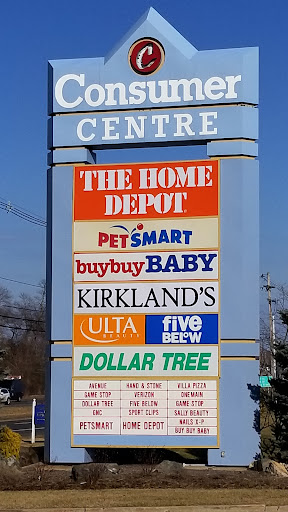 C
Consumer
CENTRE
THE HOME
DEPOT
PETSMART
buybuy BABY
KIRKLAND'S
ULTA
BEAUTY
five
BELOW
DOLLAR TREE
AVENUE HAND & STONE VILLA PIZZA
GAME STOP VERIZON ONEMAIN
DOLLAR TREE FIVE BELOW GAME STOP
GNC SPORT CLIPS SALLY BEAUTY
PETSMART HOME DEPOT NAILS X-P
BUY BUY BABY